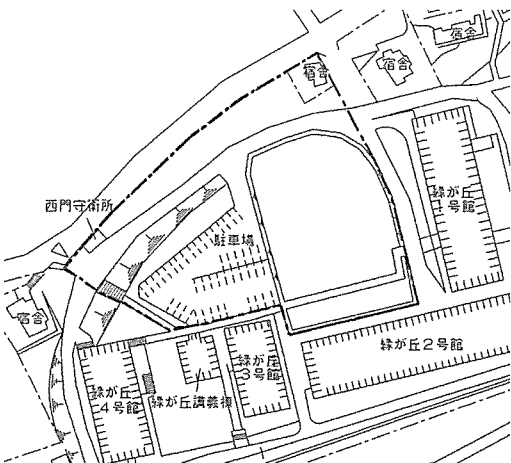 宿舎
宿舎
宿舎
緑が丘
1号館
西門守衛所
駐車場
宿舎
緑が丘2号館
緑が丘
3号館
緑が丘
4号館
緑が丘講義棟